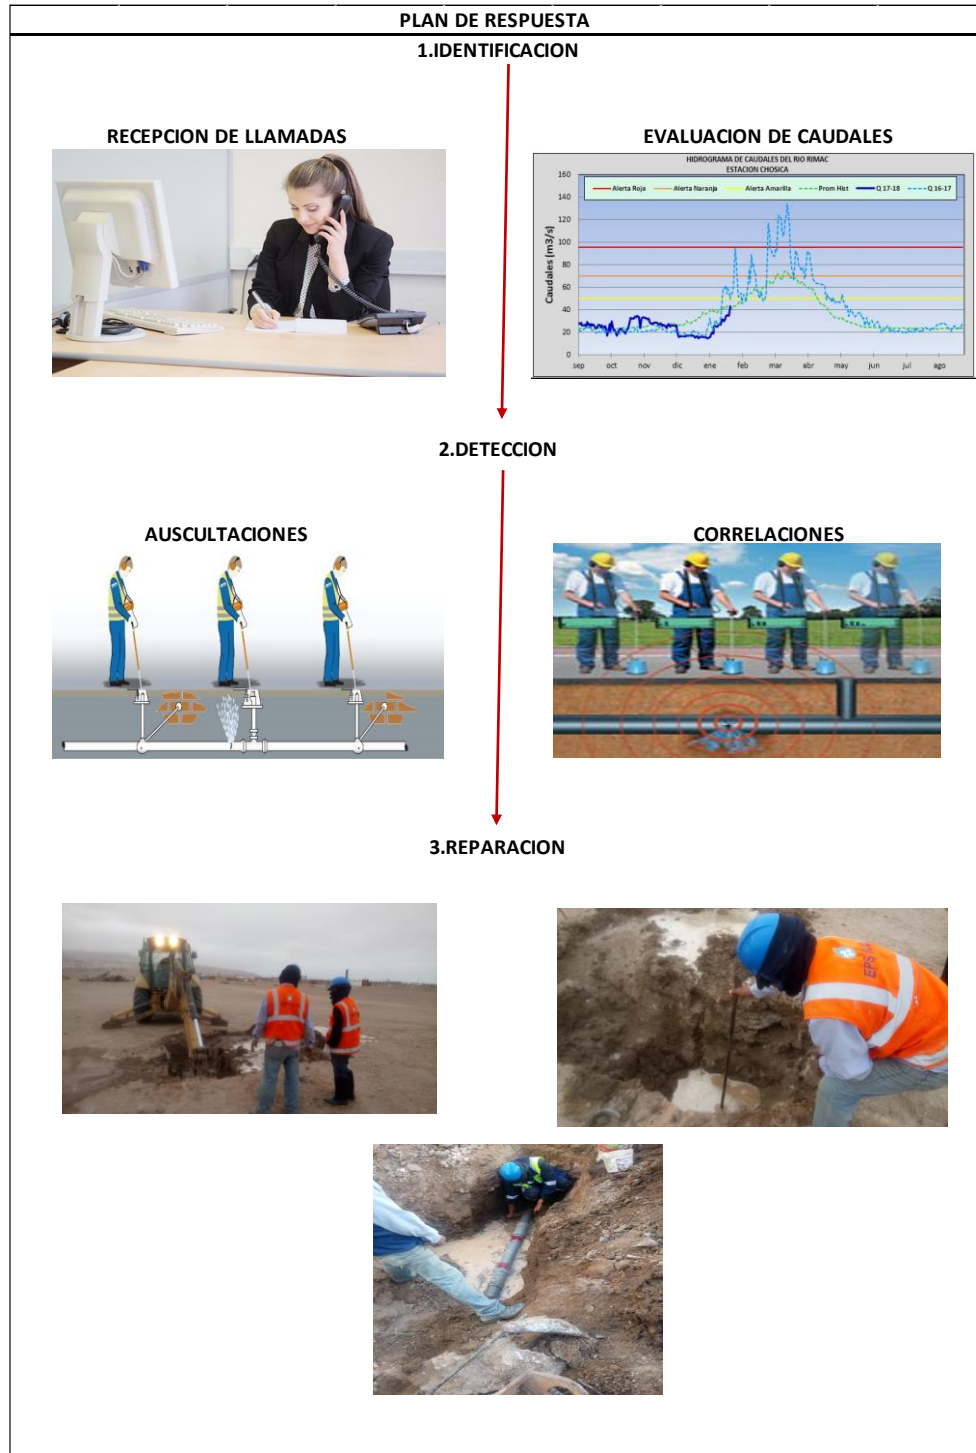 PLAN DE RESPUESTA
1.IDENTIFICACION
RECEPCION DE LLAMADAS
EVALUACION DE CAUDALES
HIDROGRAMA DE CAUDALES DEL RIO RIMAC
ESTACION CHOSICA
Alerta Roja Alerta Naranja Alerta Amarilla Prom Hist Q 17-18 Q 16-17
Caudales (m3/s)
160
140
120
100
80
60
40
20
0
sep oct nov dic ene feb mar abr may jun jul ago
2.DETECCION
AUSCULTACIONES
CORRELACIONES
3.REPARACION
EPS